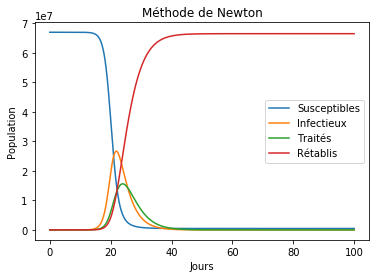 Méthode de Newton
1e7
7
6
5
4
3
2
1
0
Population
Susceptibles
Infectieux
Traités
Rétablis
0 20 40 60 80 100
Jours